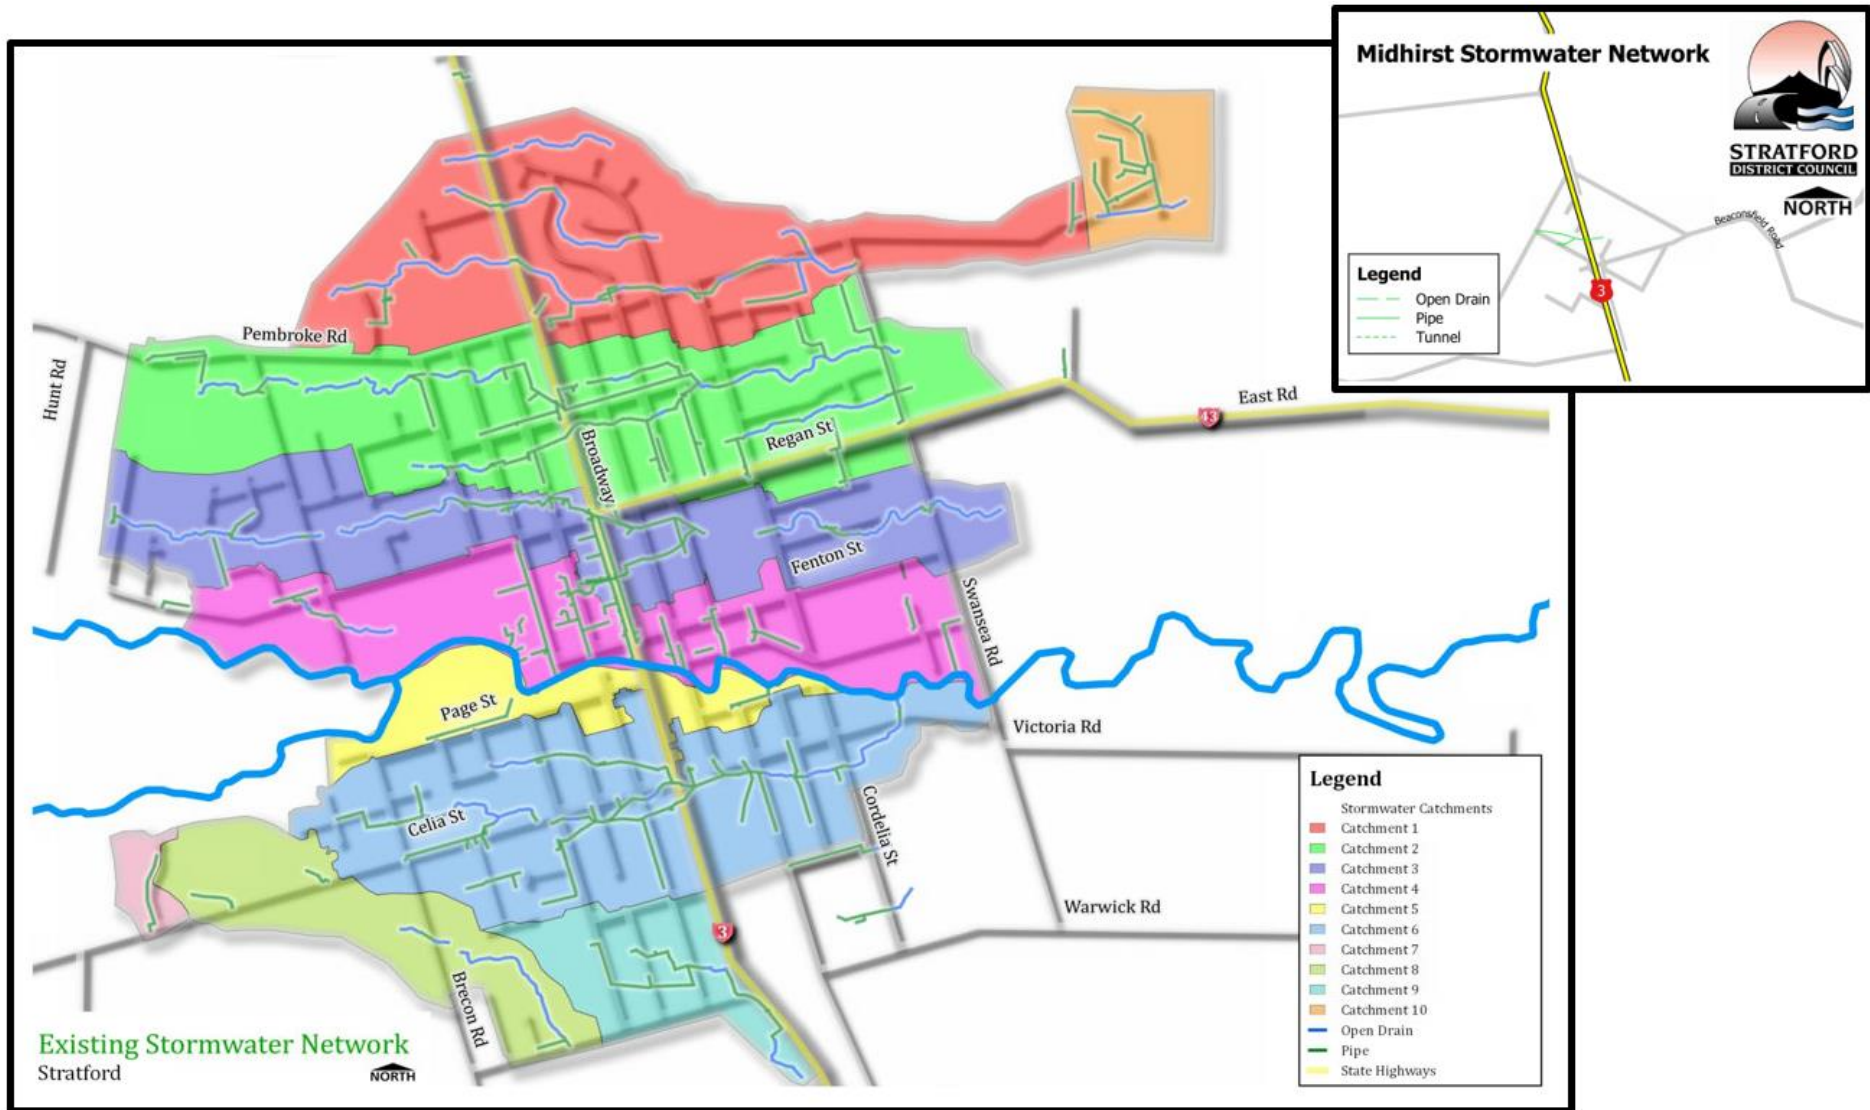 Midhirst Stormwater Network
STRATFORD
DISTRICT COUNCIL
NORTH
Beaconsfield Road
Legend
Open Drain
Pipe
Tunnel
3
Pembroke Rd
Hunt Rd
East Rd
43
Regan St
Broadway
Fenton St
Swansea Rd
Page St
Victoria Rd
Celia St
Cordelia St
Warwick Rd
3
Brecon Rd
Existing Stormwater Network
Stratford
NORTH
Legend
Stormwater Catchments
Catchment 1
Catchment 2
Catchment 3
Catchment 4
Catchment 5
Catchment 6
Catchment 7
Catchment 8
Catchment 9
Catchment 10
Open Drain
Pipe
State Highways